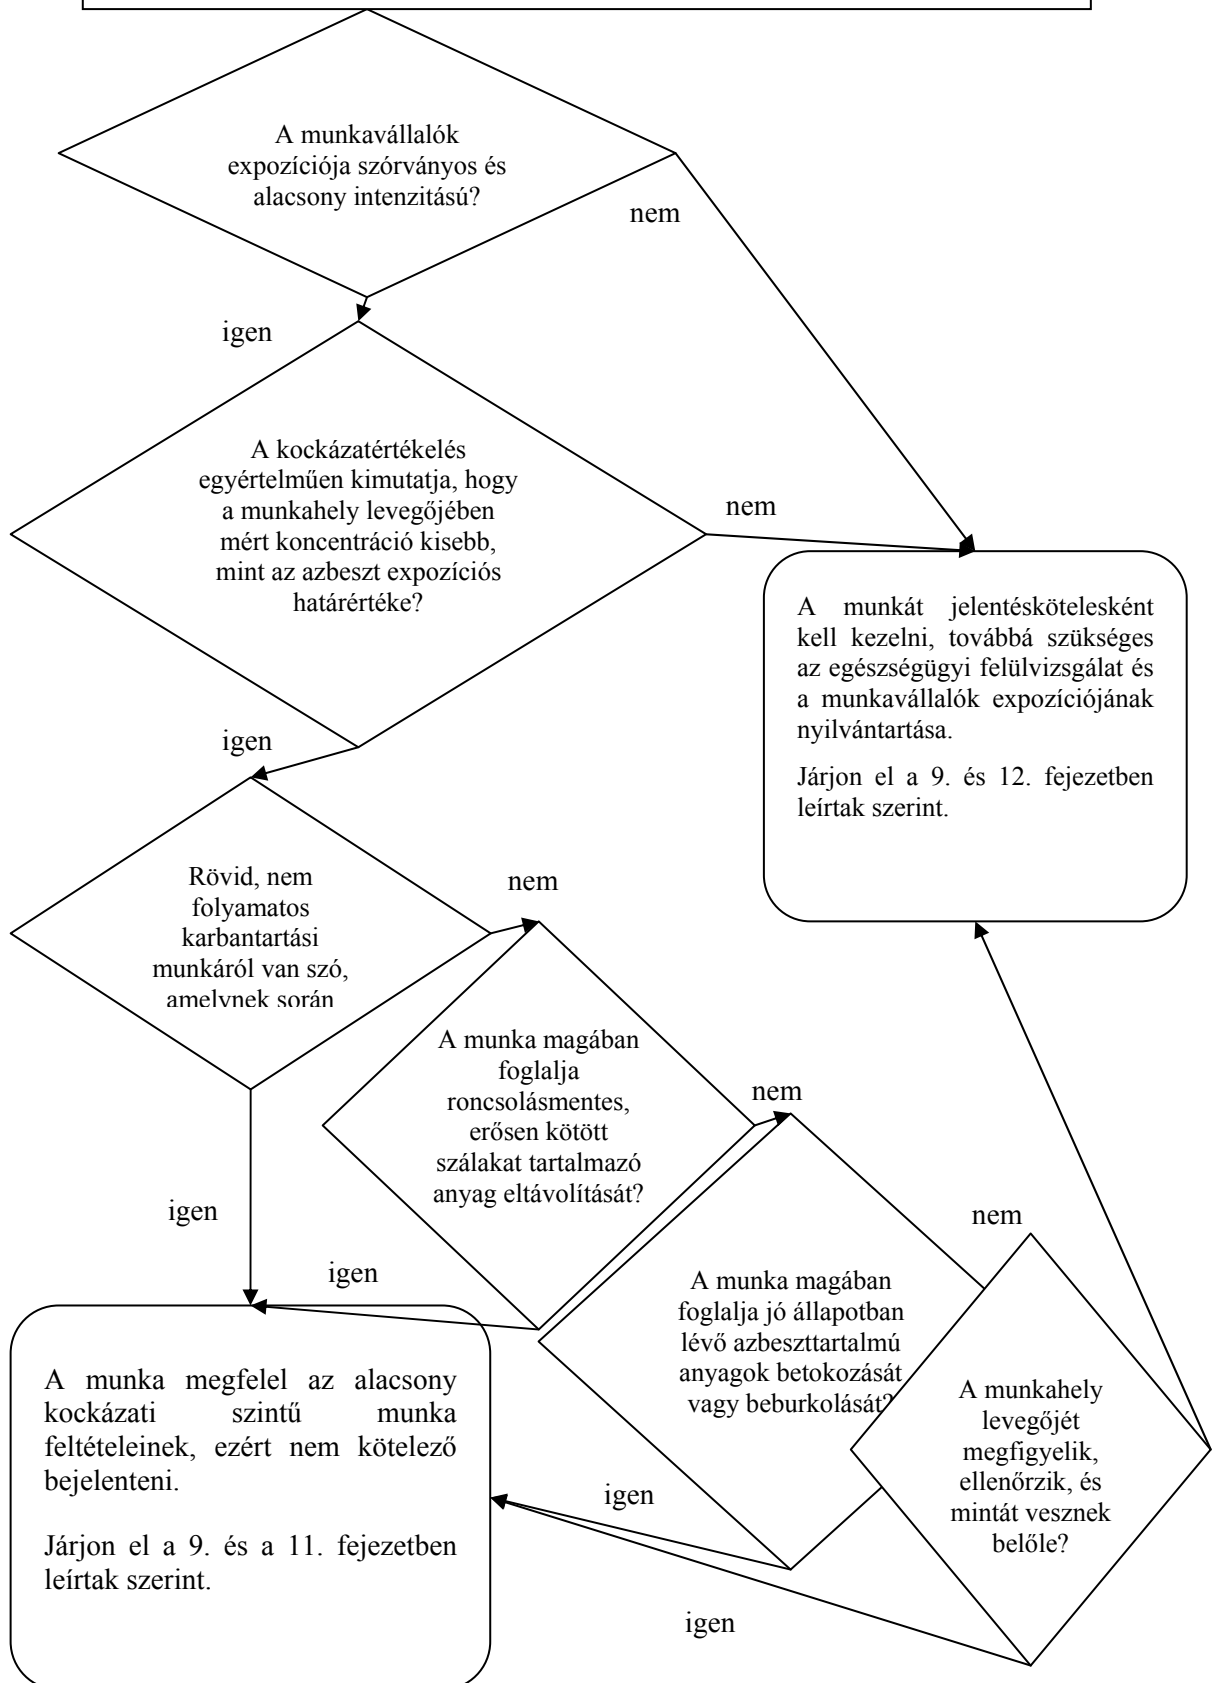 A munkavállalók
expozíciója szórványos és
alacsony intenzitású?
nem
igen
A kockázatértékelés
egyértelműen kimutatja, hogy
a munkahely levegőjében
mért koncentráció kisebb,
mint az azbeszt expozíciós
határértéke?
nem
A munkát jelentéskötelesként
kell kezelni, továbbá szükséges
az egészségügyi felülvizsgálat és
a munkavállalók expozíciójának
nyilvántartása.
Járjon el a 9. és 12. fejezetben
leírtak szerint.
igen
Rövid, nem
folyamatos
karbantartási
munkáról van szó,
amelynek során
nem
A munka magában
foglalja
roncsolásmentes,
erősen kötött
szálakat tartalmazó
anyag eltávolítását?
nem
igen
igen
A munka magában
foglalja jó állapotban
lévő azbeszttartalmú
anyagok betokozását
vagy beburkolását?
nem
A munkahely
levegőjét
megfigyelik,
ellenőrzik, és
mintát vesznek
belőle?
A munka megfelel az alacsony
kockázati szintű munka
feltételeinek, ezért nem kötelező
bejelenteni.
Járjon el a 9. és a 11. fejezetben
leírtak szerint.
igen
igen